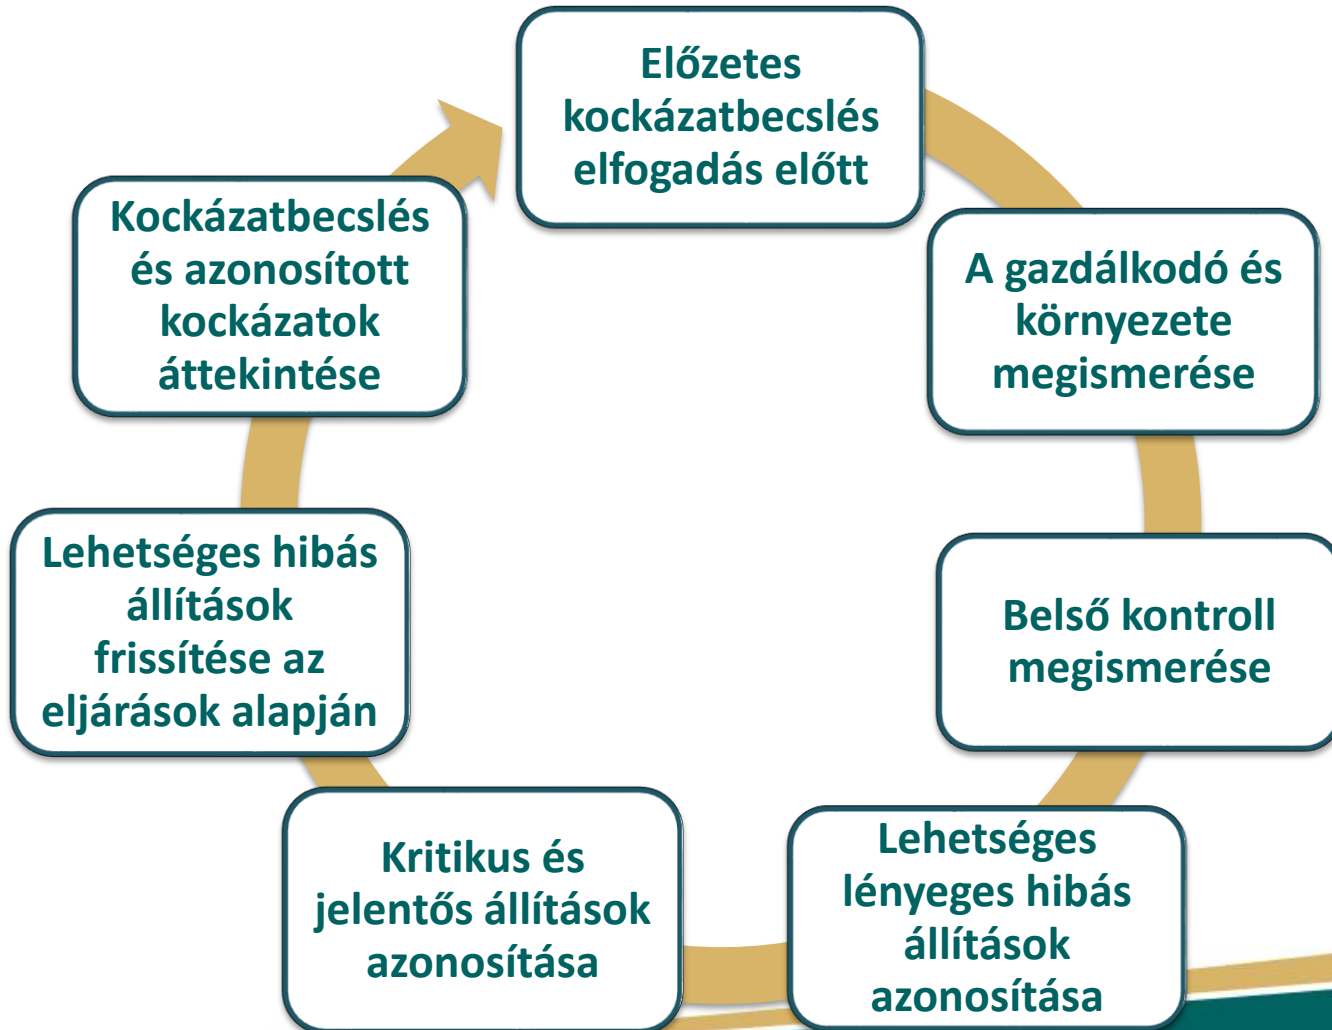 Előzetes
kockázatbecslés
elfogadás előtt
A gazdálkodó és
környezete
megismerése
Belső kontroll
megismerése
Lehetséges
lényeges hibás
állítások
azonosítása
Kritikus és
jelentős állítások
azonosítása
Lehetséges hibás
állítások
frissítése az
eljárások alapján
Kockázatbecslés
és azonosított
kockázatok
áttekintése